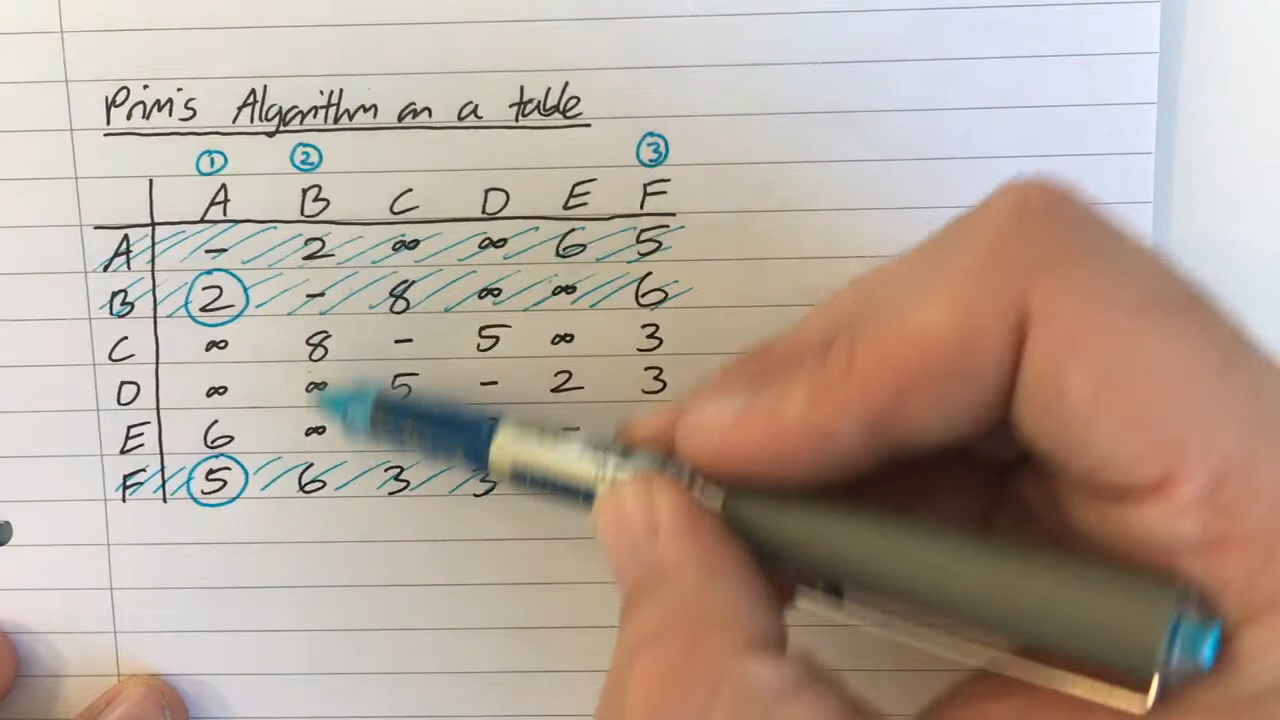 Prim's Algorithm on a table
① ② ③
A B C D E F
A - 2 ∞ ∞ 6 5
B 2 - 8 ∞ ∞ 6
C ∞ 8 - 5 ∞ 3
D ∞ ∞ 5 - 2 3
E 6 ∞ -
F 5 6 3 3